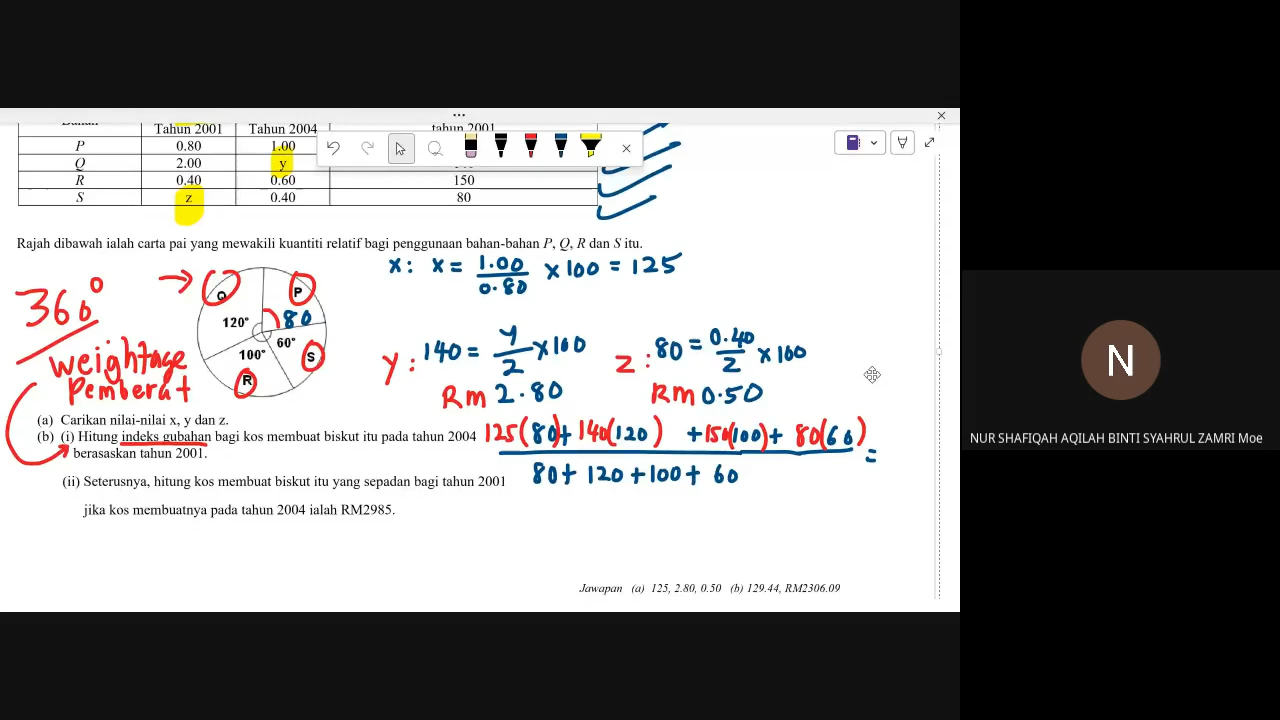 Tahun 2001 Tahun 2004 tahun 2001
P 0.80 1.00
Q 2.00 y
R 0.40 0.60 150
S z 0.40 80
Rajah dibawah ialah carta pai yang mewakili kuantiti relatif bagi penggunaan bahan-bahan P, Q, R dan S itu.
x: x = 1.00 / 0.80 x 100 = 125
360°
Q P
120° 80
60°
100° S
R
weightage
Pemberat
y: 140 = y / 2 x 100
Rm 2.80
z: 80 = 0.40 / z x 100
Rm 0.50
(a) Carikan nilai-nilai x, y dan z.
(b) (i) Hitung indeks gubahan bagi kos membuat biskut itu pada tahun 2004
berasaskan tahun 2001.
125(80)+ 140(120) +150(100)+ 80(60) =
80+ 120+100+ 60
(ii) Seterusnya, hitung kos membuat biskut itu yang sepadan bagi tahun 2001
jika kos membuatnya pada tahun 2004 ialah RM2985.
Jawapan (a) 125, 2.80, 0.50 (b) 129.44, RM2306.09
N
NUR SHAFIQAH AQILAH BINTI SYAHRUL ZAMRI Moe